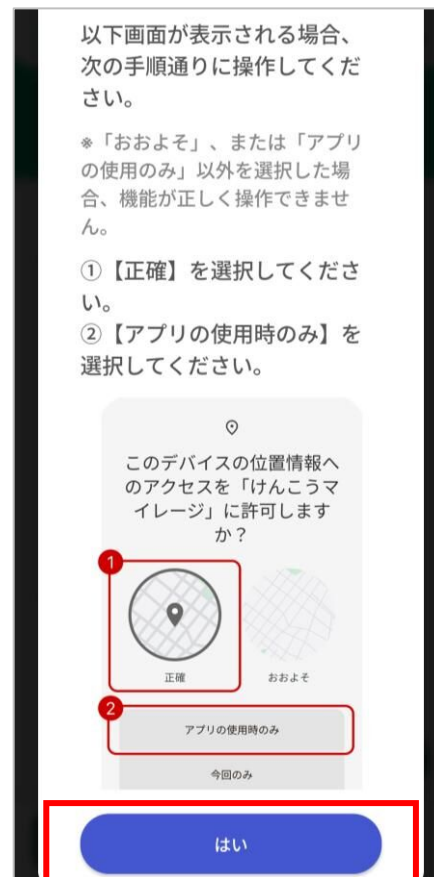 以下画面が表示される場合、
次の手順通りに操作してくだ
さい。
※「おおよそ」、または「アプリ
の使用のみ」以外を選択した場
合、機能が正しく操作できませ
ん。
①【正確】を選択してくださ
い。
②【アプリの使用時のみ】を
選択してください。
このデバイスの位置情報へ
のアクセスを「けんこうマ
イレージ」に許可します
か？
1
正確
おおよそ
2
アプリの使用時のみ
今回のみ
はい